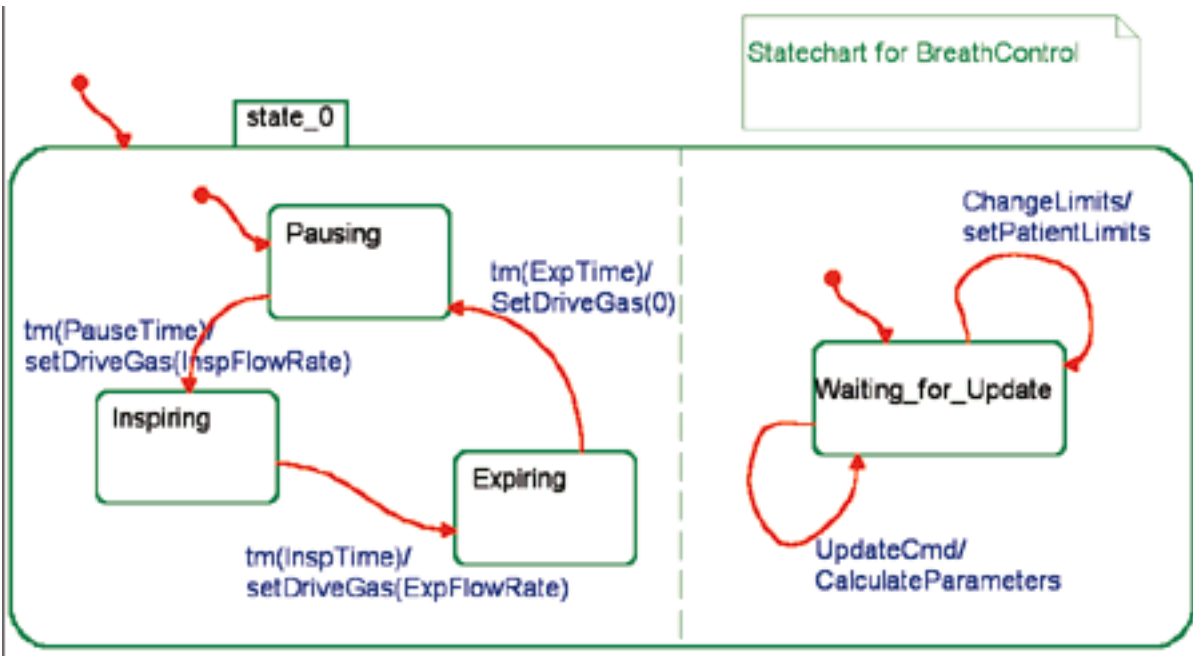 Statechart for BreathControl
state_0
Pausing
tm(ExpTime)/
SetDriveGas(0)
tm(PauseTime)/
setDriveGas(InspFlowRate)
Inspiring
Expiring
tm(InspTime)/
setDriveGas(ExpFlowRate)
ChangeLimits/
setPatientLimits
Waiting_for_Update
UpdateCmd/
CalculateParameters